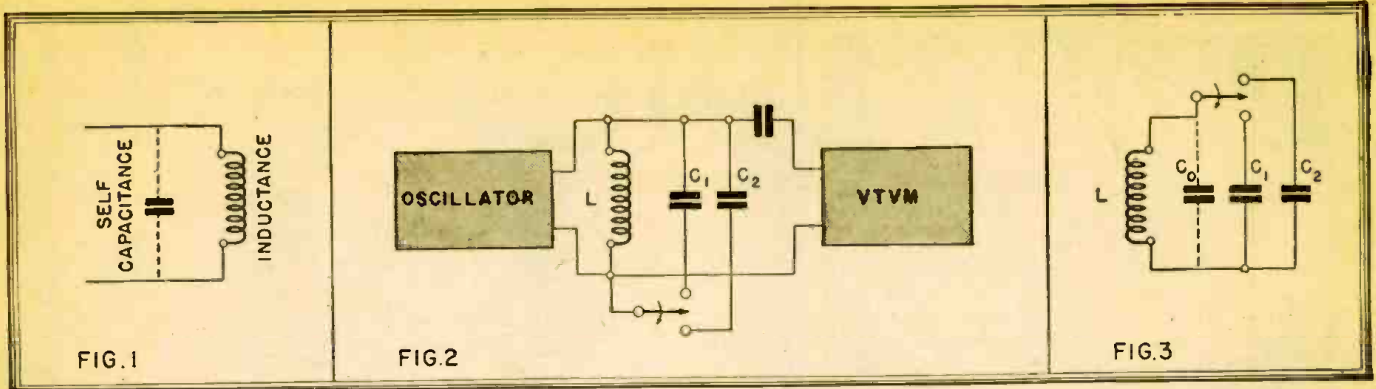 SELF
CAPACITANCE
INDUCTANCE
FIG.1
OSCILLATOR
L
C1
C2
VTVM
FIG.2
L
C0
C1
C2
FIG.3